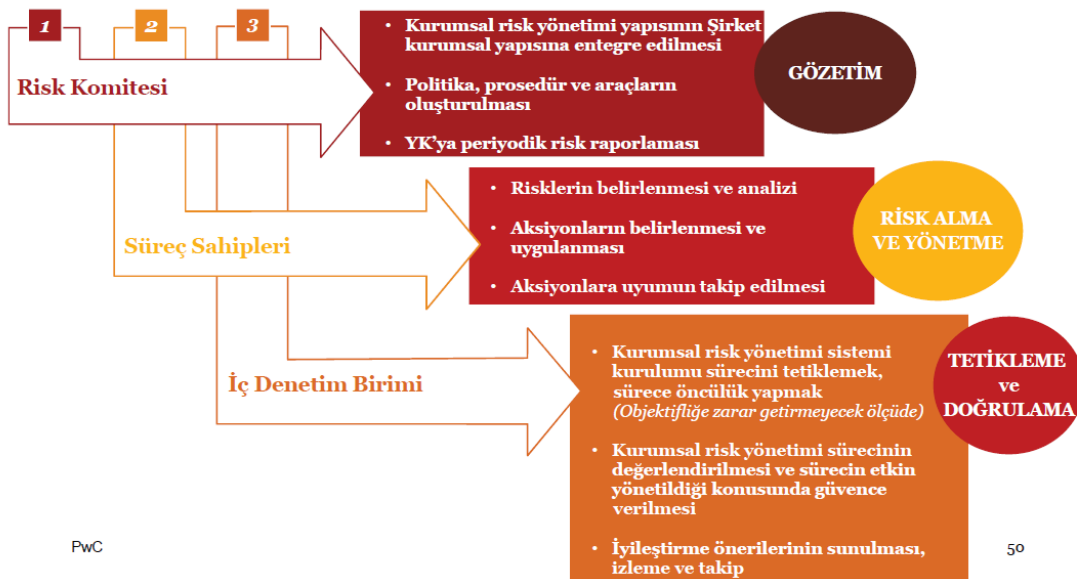 1
2
3
Risk Komitesi
• Kurumsal risk yönetimi yapısının Şirket
kurumsal yapısına entegre edilmesi
• Politika, prosedür ve araçların
oluşturulması
• YK'ya periyodik risk raporlaması
GÖZETİM
Süreç Sahipleri
• Risklerin belirlenmesi ve analizi
• Aksiyonların belirlenmesi ve
uygulanması
• Aksiyonlara uyumun takip edilmesi
RİSK ALMA
VE YÖNETME
İç Denetim Birimi
• Kurumsal risk yönetimi sistemi
kurulumu sürecini tetiklemek,
sürece öncülük yapmak
(Objektifliğe zarar getirmeyecek ölçüde)
• Kurumsal risk yönetimi sürecinin
değerlendirilmesi ve sürecin etkin
yönetildiği konusunda güvence
verilmesi
• İyileştirme önerilerinin sunulması,
izleme ve takip
TETİKLEME
ve
DOĞRULAMA
PwC
50